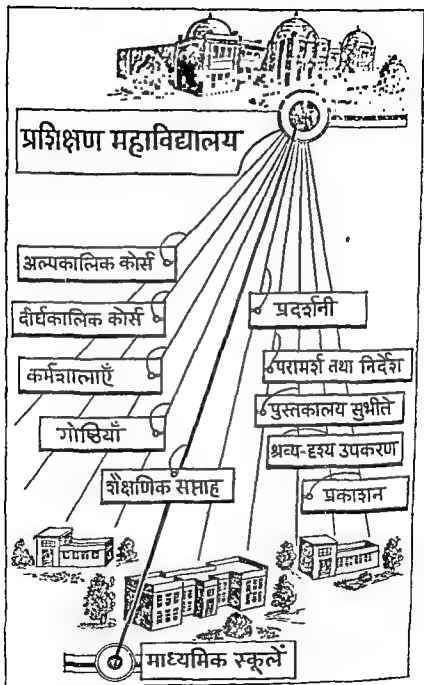 प्रशिक्षण महाविद्यालय
अल्पकालिक कोर्स
दीर्घकालिक कोर्स
कर्मशालाएँ
गोष्ठियाँ
शैक्षणिक सप्ताह
प्रदर्शनी
परामर्श तथा निर्देश
पुस्तकालय सुभीते
श्रव्य-दृश्य उपकरण
प्रकाशन
माध्यमिक स्कूलें